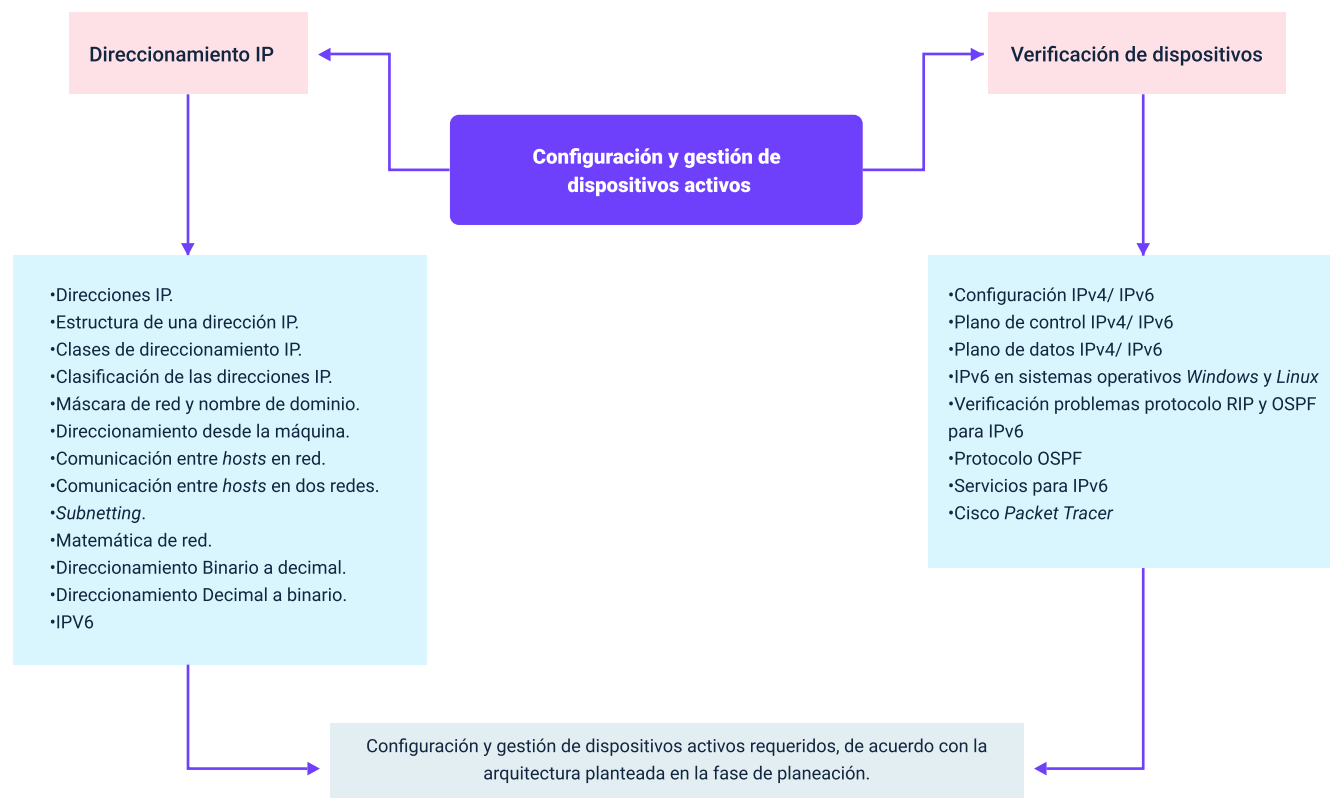 Direccionamiento IP
Verificación de dispositivos
Configuración y gestión de
dispositivos activos
•Direcciones IP.
•Estructura de una dirección IP.
•Clases de direccionamiento IP.
•Clasificación de las direcciones IP.
•Máscara de red y nombre de dominio.
•Direccionamiento desde la máquina.
•Comunicación entre hosts en red.
•Comunicación entre hosts en dos redes.
•Subnetting.
•Matemática de red.
•Direccionamiento Binario a decimal.
•Direccionamiento Decimal a binario.
•IPV6
•Configuración IPv4/ IPv6
•Plano de control IPv4/ IPv6
•Plano de datos IPv4/ IPv6
•IPv6 en sistemas operativos Windows y Linux
•Verificación problemas protocolo RIP y OSPF
para IPv6
•Protocolo OSPF
•Servicios para IPv6
•Cisco Packet Tracer
Configuración y gestión de dispositivos activos requeridos, de acuerdo con la
arquitectura planteada en la fase de planeación.